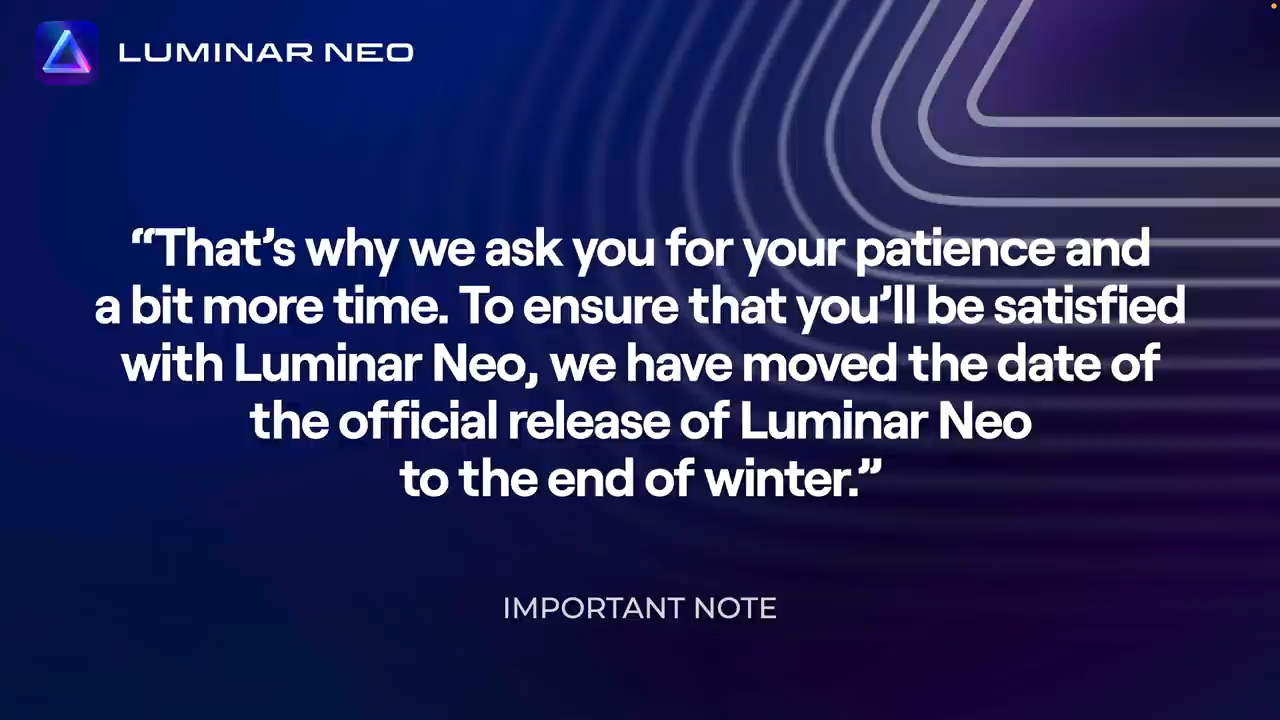 LUMINAR NEO
“That’s why we ask you for your patience and
a bit more time. To ensure that you’ll be satisfied
with Luminar Neo, we have moved the date of
the official release of Luminar Neo
to the end of winter.”
IMPORTANT NOTE